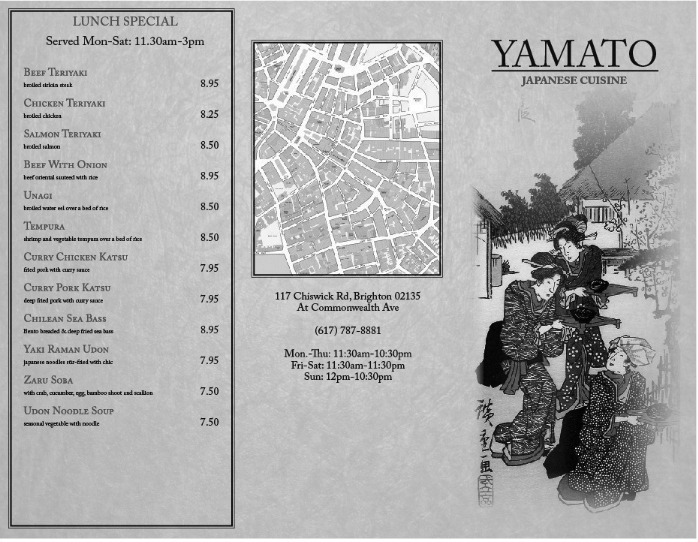 LUNCH SPECIAL
Served Mon-Sat: 11.30am-3pm
BEEF TERIYAKI
broiled sirloin steak 8.95
CHICKEN TERIYAKI
broiled chicken 8.25
SALMON TERIYAKI
broiled salmon 8.50
BEEF WITH ONION
beef oriental sauteed with rice 8.95
UNAGI
broiled water eel over a bed of rice 8.50
TEMPURA
shrimp and vegetable tempura over a bed of rice 8.50
CURRY CHICKEN KATSU
fried pork with curry sauce 7.95
CURRY PORK KATSU
deep fried pork with curry sauce 7.95
CHILEAN SEA BASS
Bento breaded & deep fried sea bass 8.95
YAKI RAMAN UDON
japanese noodles stir-fried with chic 7.95
ZARU SOBA
with crab, cucumber, egg, bamboo shoot and scallion 7.50
UDON NOODLE SOUP
seasonal vegetable with noodle 7.50
117 Chiswick Rd, Brighton 02135
At Commonwealth Ave
(617) 787-8881
Mon.-Thu: 11:30am-10:30pm
Fri-Sat: 11:30am-11:30pm
Sun: 12pm-10:30pm
YAMATO
JAPANESE CUISINE